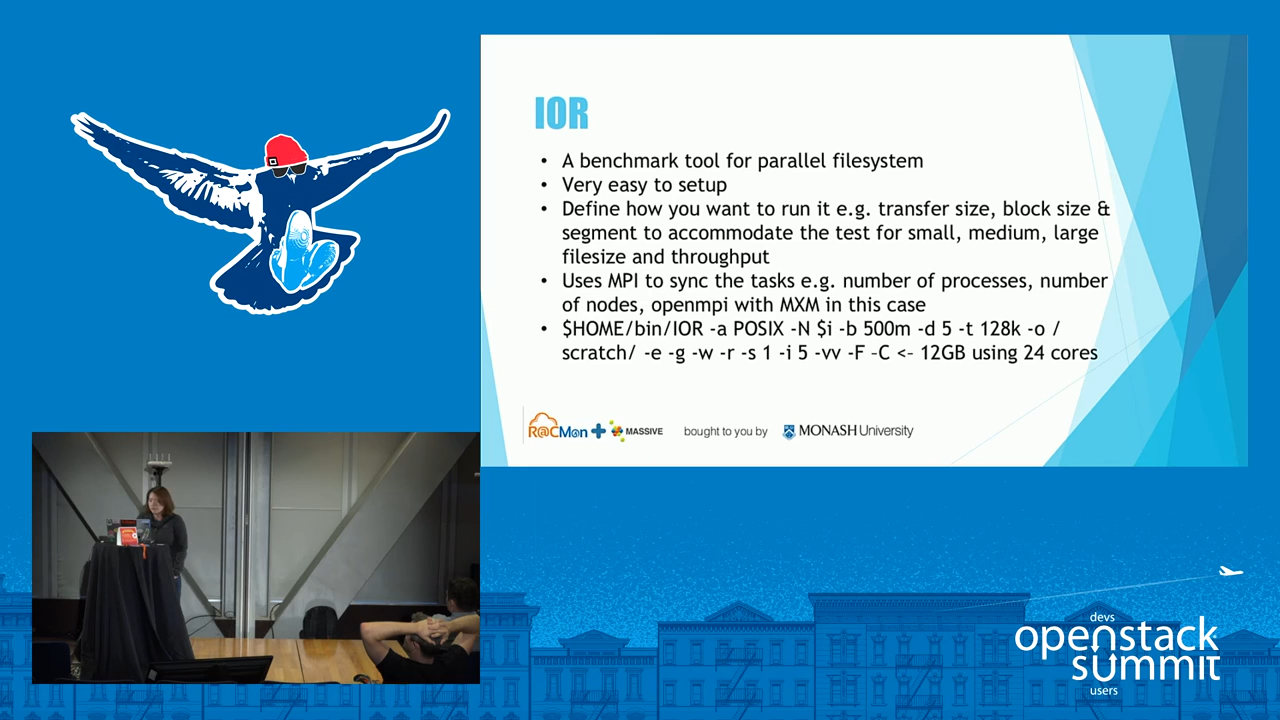 IOR
• A benchmark tool for parallel filesystem
• Very easy to setup
• Define how you want to run it e.g. transfer size, block size &
segment to accommodate the test for small, medium, large
filesize and throughput
• Uses MPI to sync the tasks e.g. number of processes, number
of nodes, openmpi with MXM in this case
• $HOME/bin/IOR -a POSIX -N $i -b 500m -d 5 -t 128k -o /
scratch/ -e -g -w -r -s 1 -i 5 -vv -F –C <- 12GB using 24 cores
R@CMon + MASSIVE bought to you by MONASH University
devs
openstack
summit
users